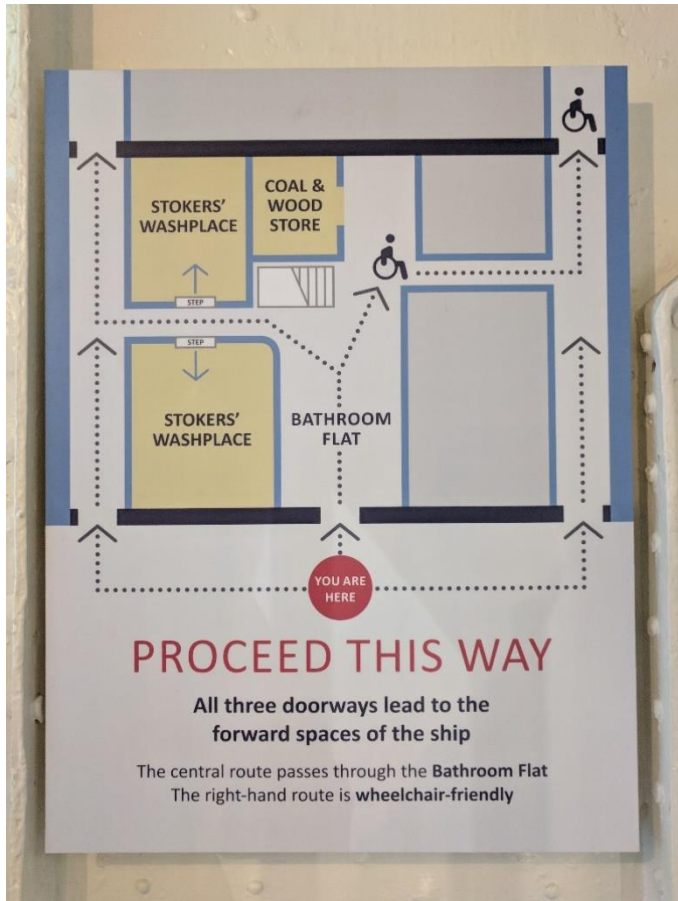 STOKERS'
WASHPLACE
COAL &
WOOD
STORE
STEP
STEP
STOKERS'
WASHPLACE
BATHROOM
FLAT
YOU ARE
HERE
PROCEED THIS WAY
All three doorways lead to the
forward spaces of the ship
The central route passes through the Bathroom Flat
The right-hand route is wheelchair-friendly